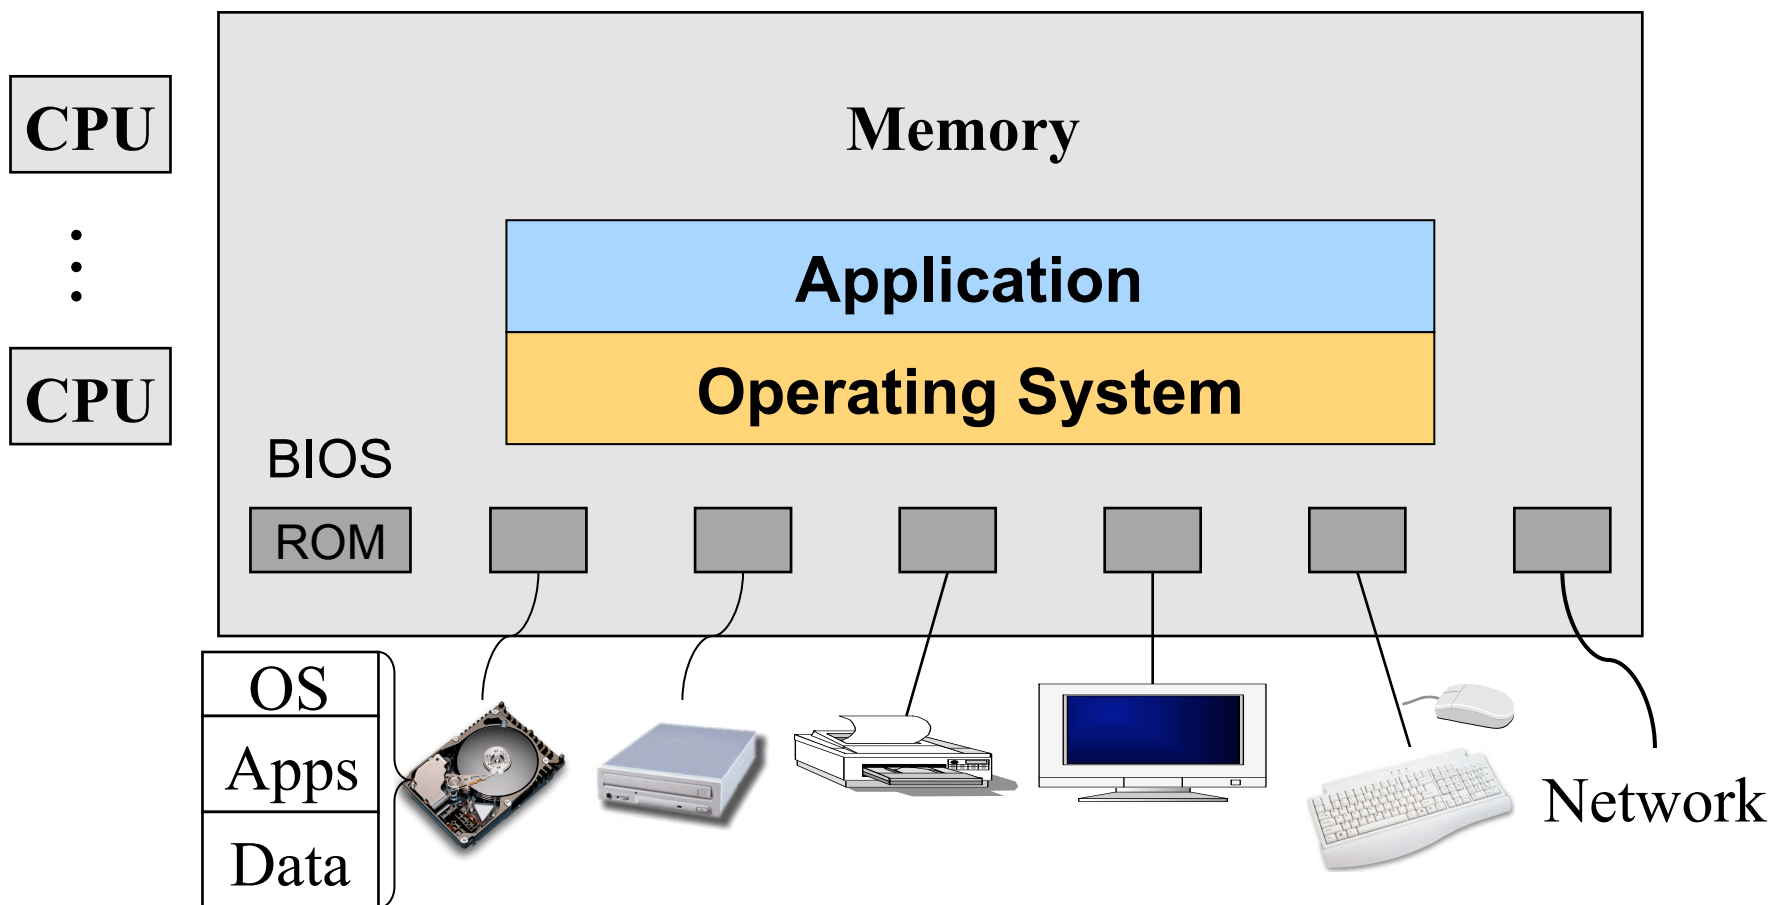 CPU
Memory
Application
CPU
Operating System
BIOS
ROM
OS
Apps
Network
Data